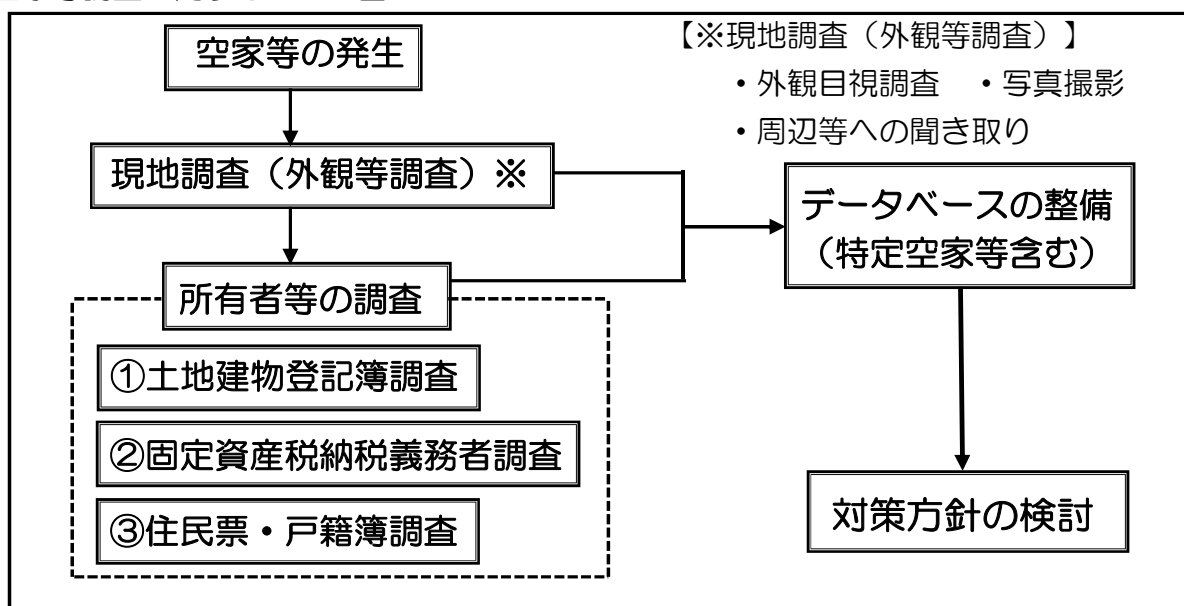 空家等の発生
【※現地調査（外観等調査）】
・外観目視調査　・写真撮影
・周辺等への聞き取り
現地調査（外観等調査）※
データベースの整備
（特定空家等含む）
所有者等の調査
①土地建物登記簿調査
②固定資産税納税義務者調査
③住民票・戸籍簿調査
対策方針の検討